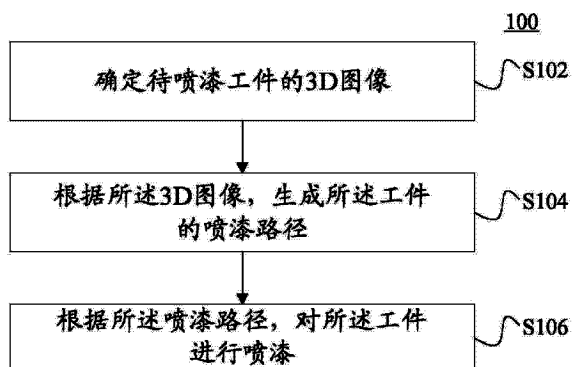 100
确定待喷漆工件的3D图像
S102
根据所述3D图像，生成所述工件
的喷漆路径
S104
根据所述喷漆路径，对所述工件
进行喷漆
S106